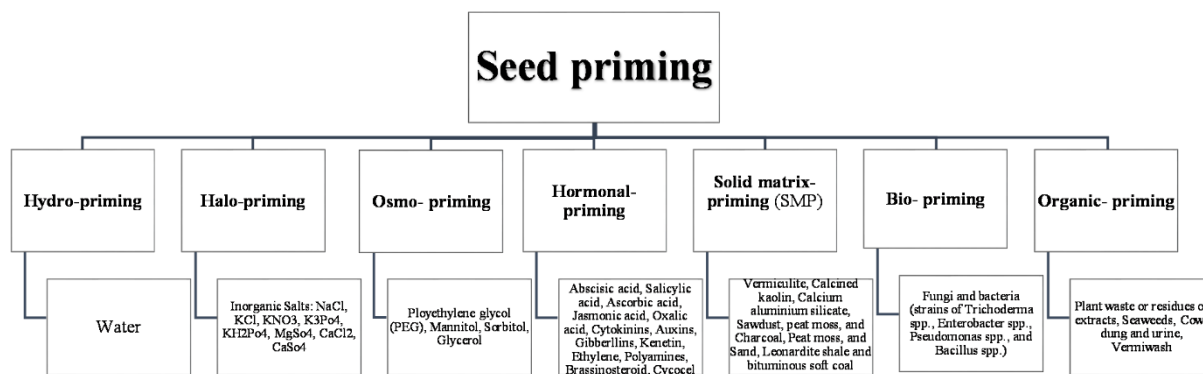 Seed priming
Hydro-priming
Halo-priming
Osmo- priming
Hormonal-
priming
Solid matrix-
priming (SMP)
Bio- priming
Organic- priming
Water
Inorganic Salts: NaCl,
KCl, KNO3, K3Po4,
KH2Po4, MgSo4, CaCl2,
CaSo4
Ployethylene glycol
(PEG), Mannitol, Sorbitol,
Glycerol
Abscisic acid, Salicylic
acid, Ascorbic acid,
Jasmonic acid, Oxalic
acid, Cytokinins, Auxins,
Gibberllins, Kenetin,
Ethylene, Polyamines,
Brassinosteroid, Cycocel
Vermiculite, Calcined
kaolin, Calcium
aluminium silicate,
Sawdust, peat moss, and
Charcoal, Peat moss, and
Sand, Leonardite shale and
bituminous soft coal
Fungi and bacteria
(strains of Trichoderma
spp., Enterobacter spp.,
Pseudomonas spp., and
Bacillus spp.)
Plant waste or residues or
extracts, Seaweeds, Cow
dung and urine,
Vermiwash